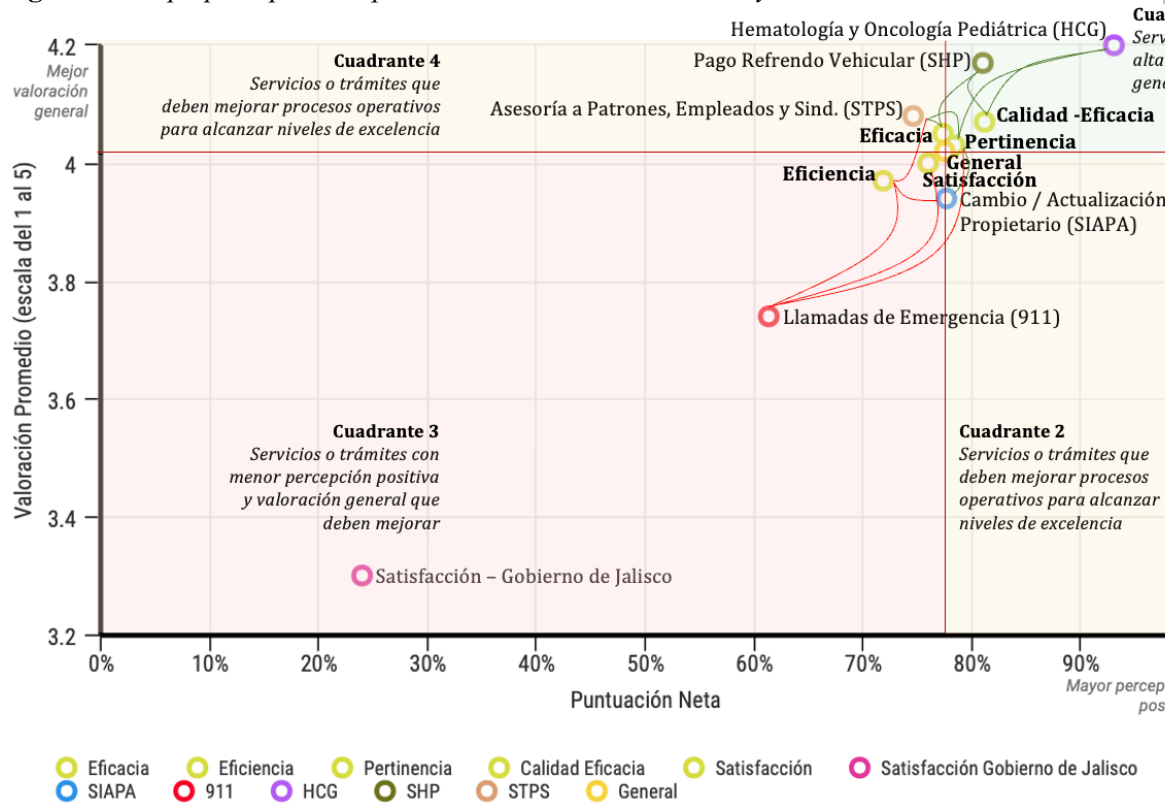 Hematología y Oncología Pediátrica (HCG)
Pago Refrendo Vehicular (SHP)
Asesoría a Patrones, Empleados y Sind. (STPS)
Calidad -Eficacia
Eficacia
Pertinencia
General
Eficiencia
Satisfacción
Cambio / Actualización
Propietario (SIAPA)
Llamadas de Emergencia (911)
Satisfacción – Gobierno de Jalisco
Cuadrante 4
Servicios o trámites que
deben mejorar procesos operativos
para alcanzar niveles de excelencia
Cuadrante 3
Servicios o trámites con
menor percepción positiva
y valoración general que
deben mejorar
Cuadrante 2
Servicios o trámites que
deben mejorar procesos
operativos para alcanzar
niveles de excelencia
Mejor
valoración
general
Valoración Promedio (escala del 1 al 5)
4.2
4
3.8
3.6
3.4
3.2
0% 10% 20% 30% 40% 50% 60% 70% 80% 90%
Puntuación Neta
Eficacia Eficiencia Pertinencia Calidad Eficacia Satisfacción Satisfacción Gobierno de Jalisco
SIAPA 911 HCG SHP STPS General